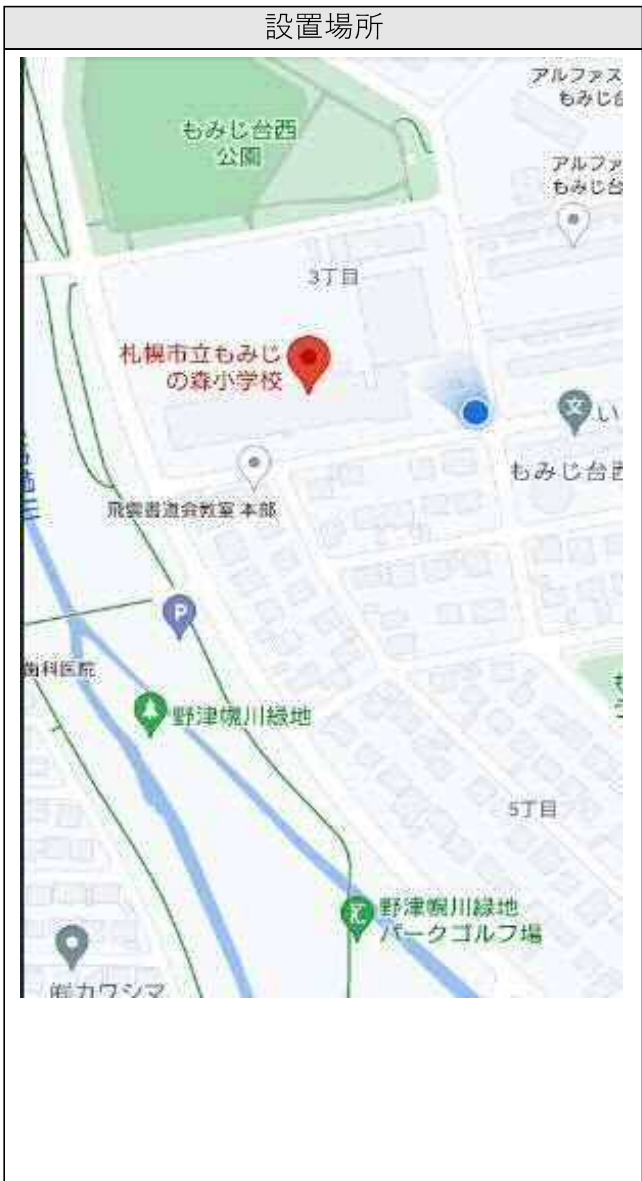 設置場所
アルファス
もみじ台
もみじ台西
公園
アルファ
もみじ台
3丁目
札幌市立もみじ
の森小学校
い
もみじ台西
飛雲書道会教室 本部
P
歯科医院
野津幌川緑地
5丁目
野津幌川緑地
パークゴルフ場
㈱カワシマ